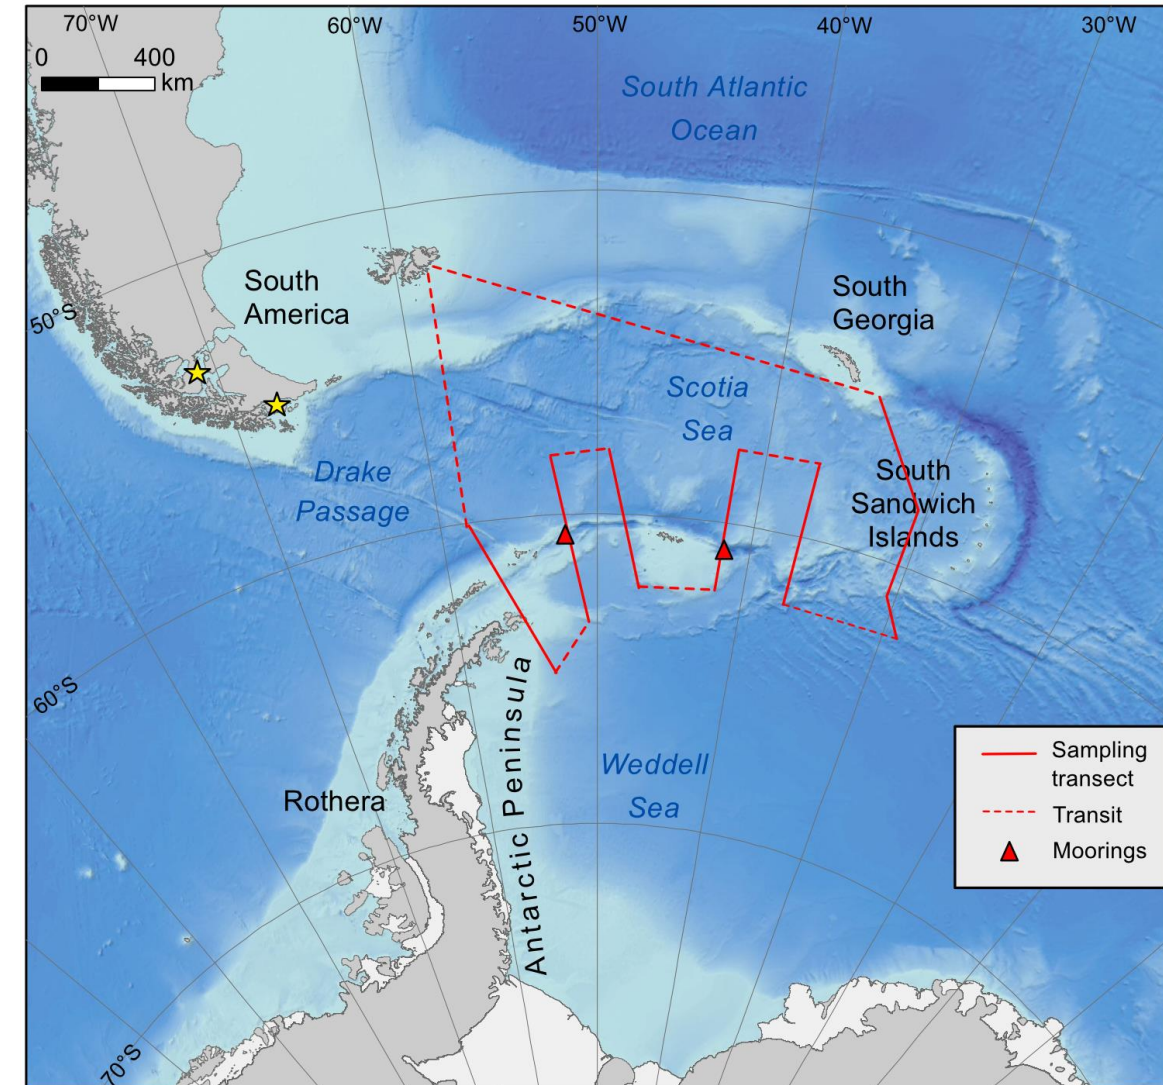 70°W
60°W
50°W
40°W
30°W
0
400
km
South Atlantic
Ocean
South
America
South
Georgia
50°S
Scotia
Sea
Drake
Passage
South
Sandwich
Islands
60°S
Antarctic Peninsula
Weddell
Sea
Rothera
Sampling
transect
Transit
Moorings
70°S